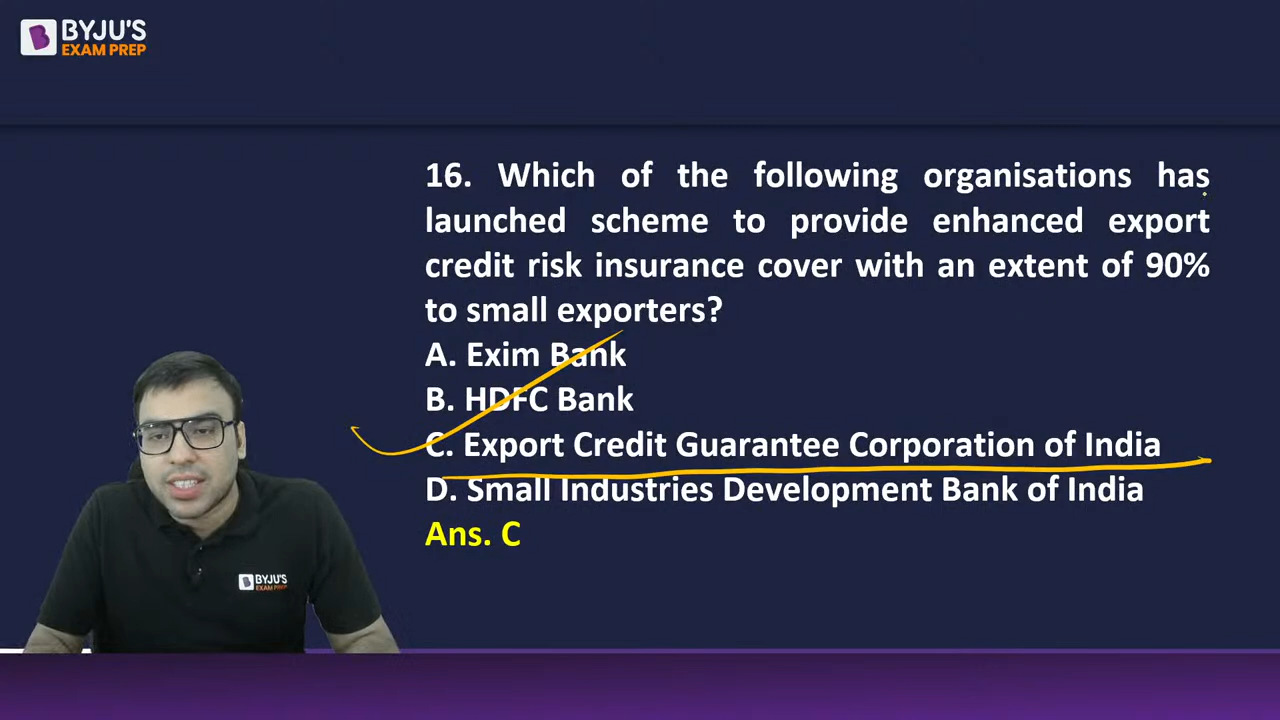 BYJU'S
EXAM PREP
16. Which of the following organisations has
launched scheme to provide enhanced export
credit risk insurance cover with an extent of 90%
to small exporters?
A. Exim Bank
B. HDFC Bank
C. Export Credit Guarantee Corporation of India
D. Small Industries Development Bank of India
Ans. C
BYJU'S
EXAM PREP